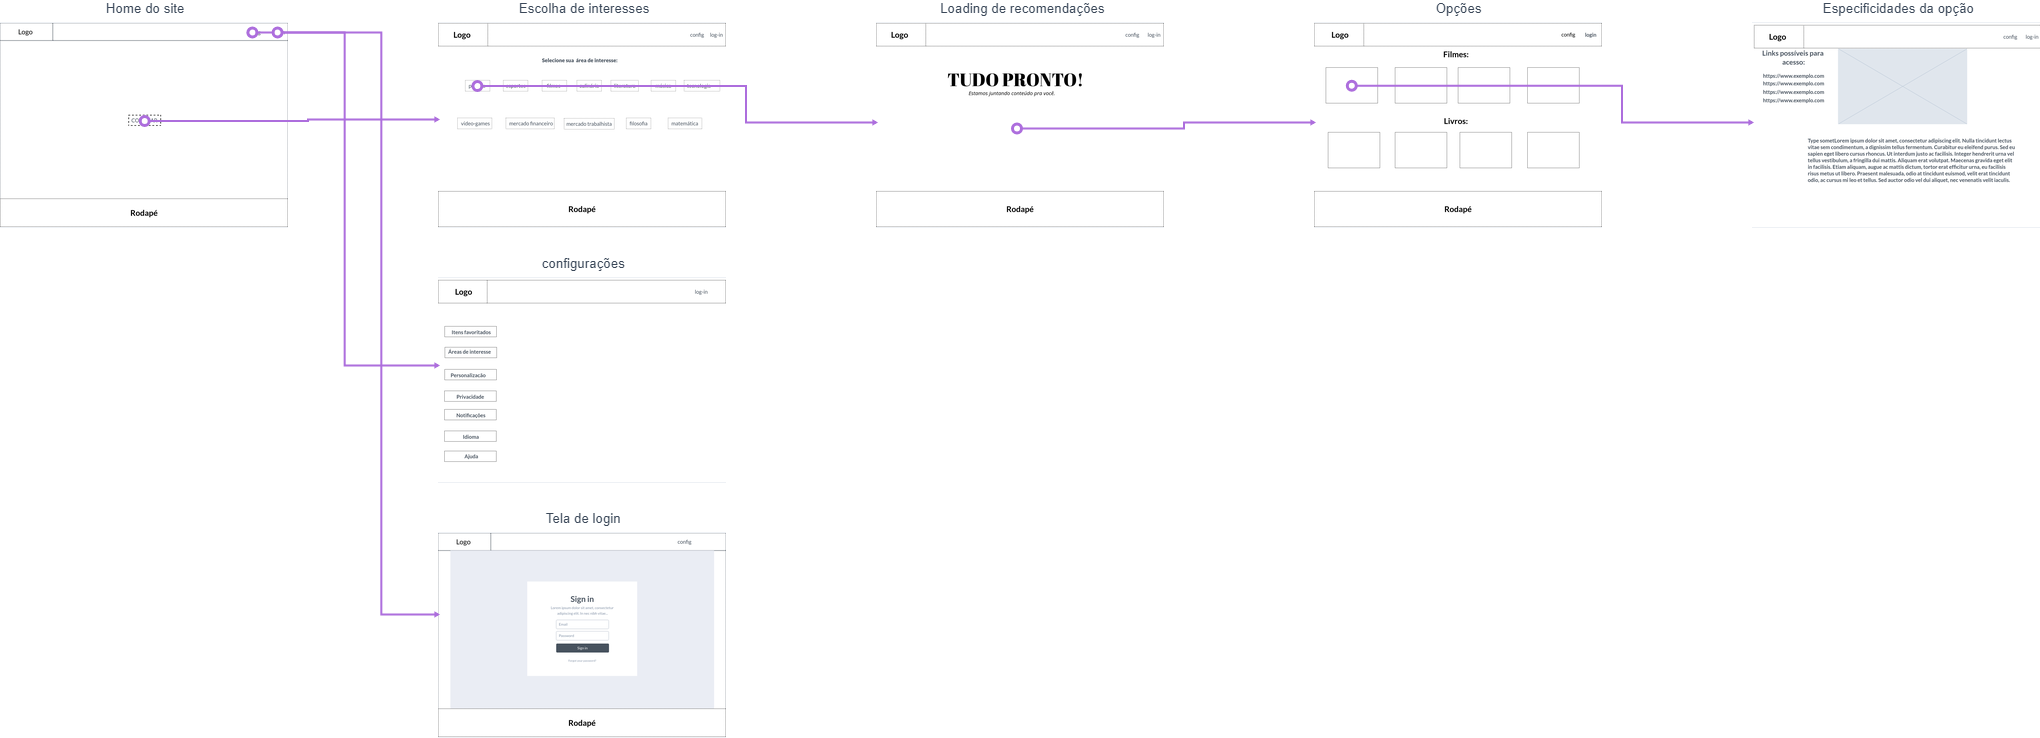 Home do site
Logo
Rodapé
Escolha de interesses
Logo
config
log-in
Selecione sua área de interesse:
esportes
filmes
culinária
literatura
música
tecnologia
video-games
mercado financeiro
mercado trabalhista
filosofia
matemática
Rodapé
Loading de recomendações
Logo
config
log-in
TUDO PRONTO!
Estamos juntando conteúdo pra você.
Rodapé
Opções
Logo
config
login
Filmes:
Livros:
Rodapé
Especificidades da opção
Logo
config
log-in
Links possíveis para
acesso:
https://www.exemplo.com
https://www.exemplo.com
https://www.exemplo.com
https://www.exemplo.com
Type sometLorem ipsum dolor sit amet, consectetur adipiscing elit. Nulla tincidunt lectus
vitae sem condimentum, a dignissim tellus fermentum. Curabitur eu eleifend purus. Sed eu
sapien eget libero cursus rhoncus. Ut interdum justo ac facilisis. Integer hendrerit urna vel
tellus vestibulum, a fringilla dui mattis. Aliquam erat volutpat. Maecenas gravida eget elit
in facilisis. Etiam aliquam, augue ac mattis dictum, tortor erat efficitur urna, eu facilisis
risus metus ut libero. Praesent malesuada, odio at tincidunt euismod, velit erat tincidunt
odio, ac cursus mi leo et tellus. Sed auctor odio vel dui aliquet, nec venenatis velit iaculis.
configurações
Logo
log-in
Itens favoritados
Áreas de interesse
Personalização
Privacidade
Notificações
Idioma
Ajuda
Tela de login
Logo
config
Sign in
Lorem ipsum dolor sit amet, consectetur
Email
Password
Sign in
Rodapé